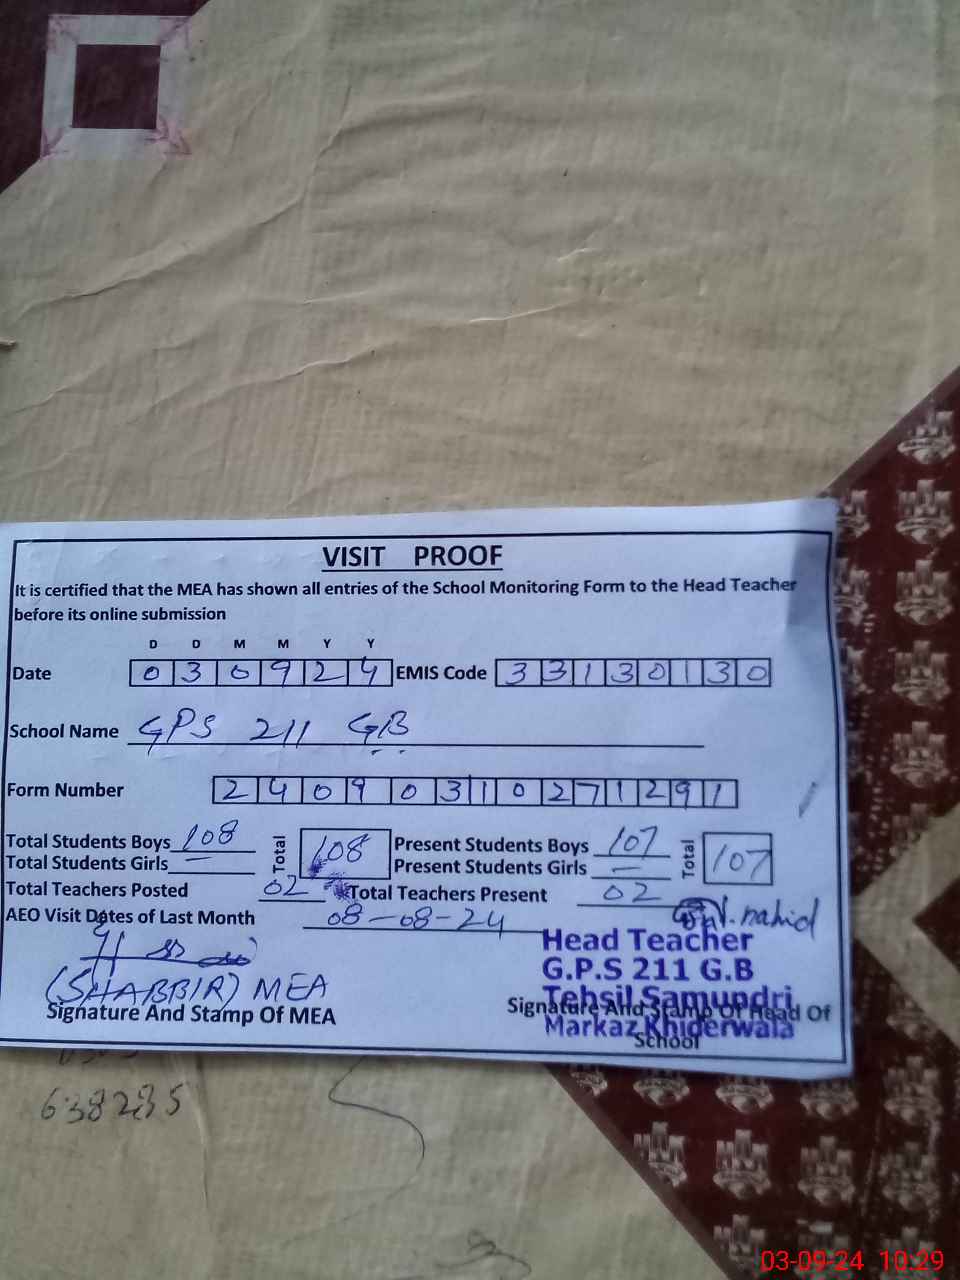 VISIT PROOF
It is certified that the MEA has shown all entries of the School Monitoring Form to the Head Teacher
before its online submission
D D M M Y Y
Date 0 3 0 9 2 4 EMIS Code 3 3 1 3 0 1 3 0
School Name GPS 211 GB
Form Number 2 4 0 9 0 3 1 0 2 7 1 2 9 1
Total Students Boys 108 Total 108 Present Students Boys 107 Total 107
Total Students Girls — Present Students Girls —
Total Teachers Posted 02 Total Teachers Present 02
AEO Visit Dates of Last Month 08-08-24
nahid
Head Teacher
G.P.S 211 G.B
(SHABBIR) MEA
Tehsil Samundri
Signature And Stamp Of MEA Signature And Stamp Of Head Of
Markaz Khiderwala
School
638285
03-09-24 10:29